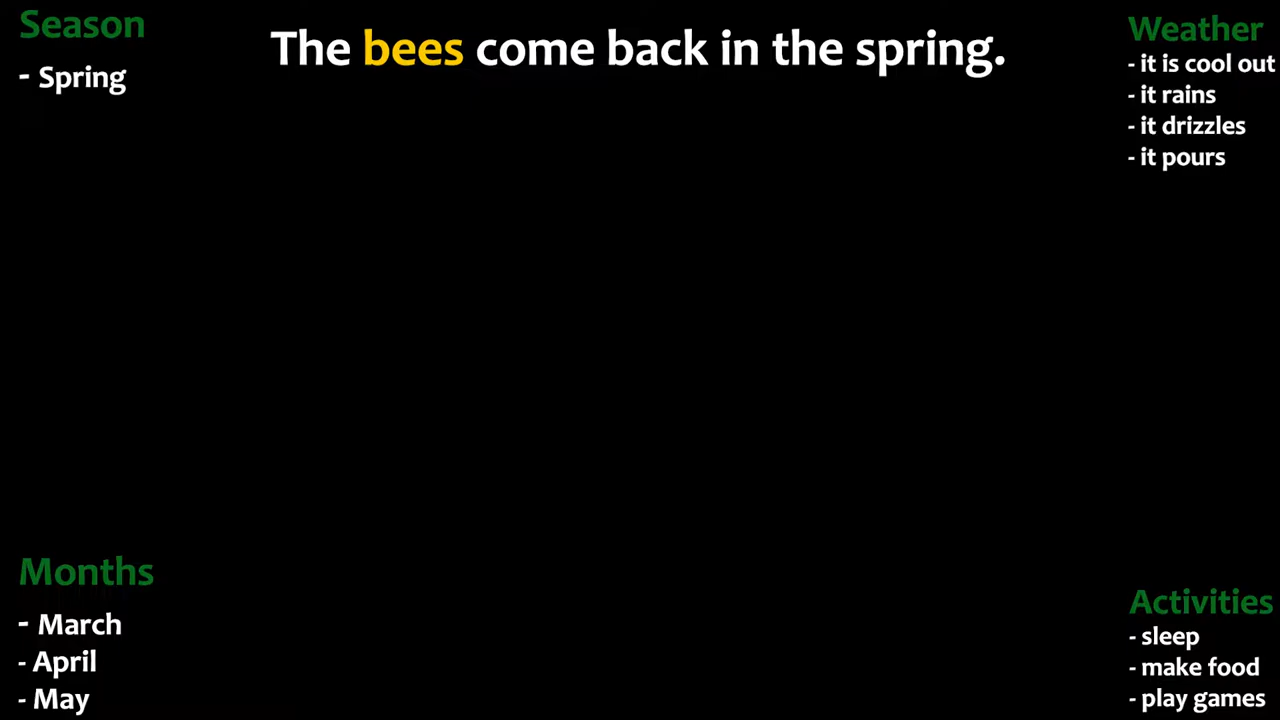 Season
- Spring
The bees come back in the spring.
Weather
- it is cool out
- it rains
- it drizzles
- it pours
Months
- March
- April
- May
Activities
- sleep
- make food
- play games